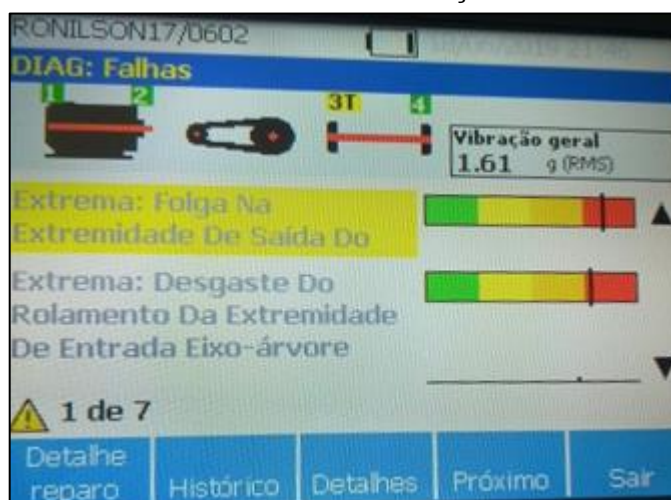 RONILSON17/0602
21:46
DIAG: Falhas
1 2 3T 4
Vibração geral
1.61 g (RMS)
Extrema: Folga Na
Extremidade De Saída Do
Extrema: Desgaste Do
Rolamento Da Extremidade
De Entrada Eixo-árvore
1 de 7
Detalhe
reparo
Histórico
Detalhes
Próximo
Sair